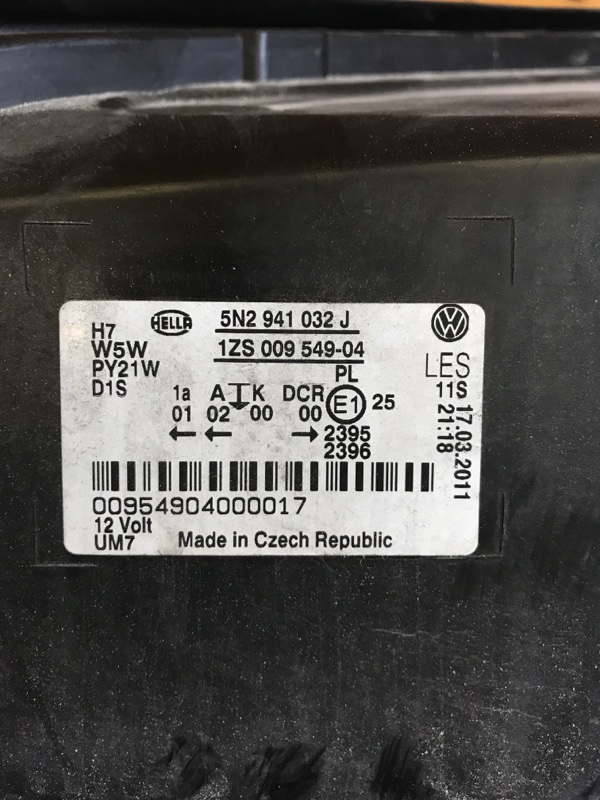 HELLA
5N2 941 032 J
1ZS 009 549-04
H7
W5W
PY21W
D1S
PL
1a A K DCR
01 02 00 00 E1 25
← ← → 2395
2396
LES
11S 17.03.2011
21:18
00954904000017
12 Volt
UM7 Made in Czech Republic